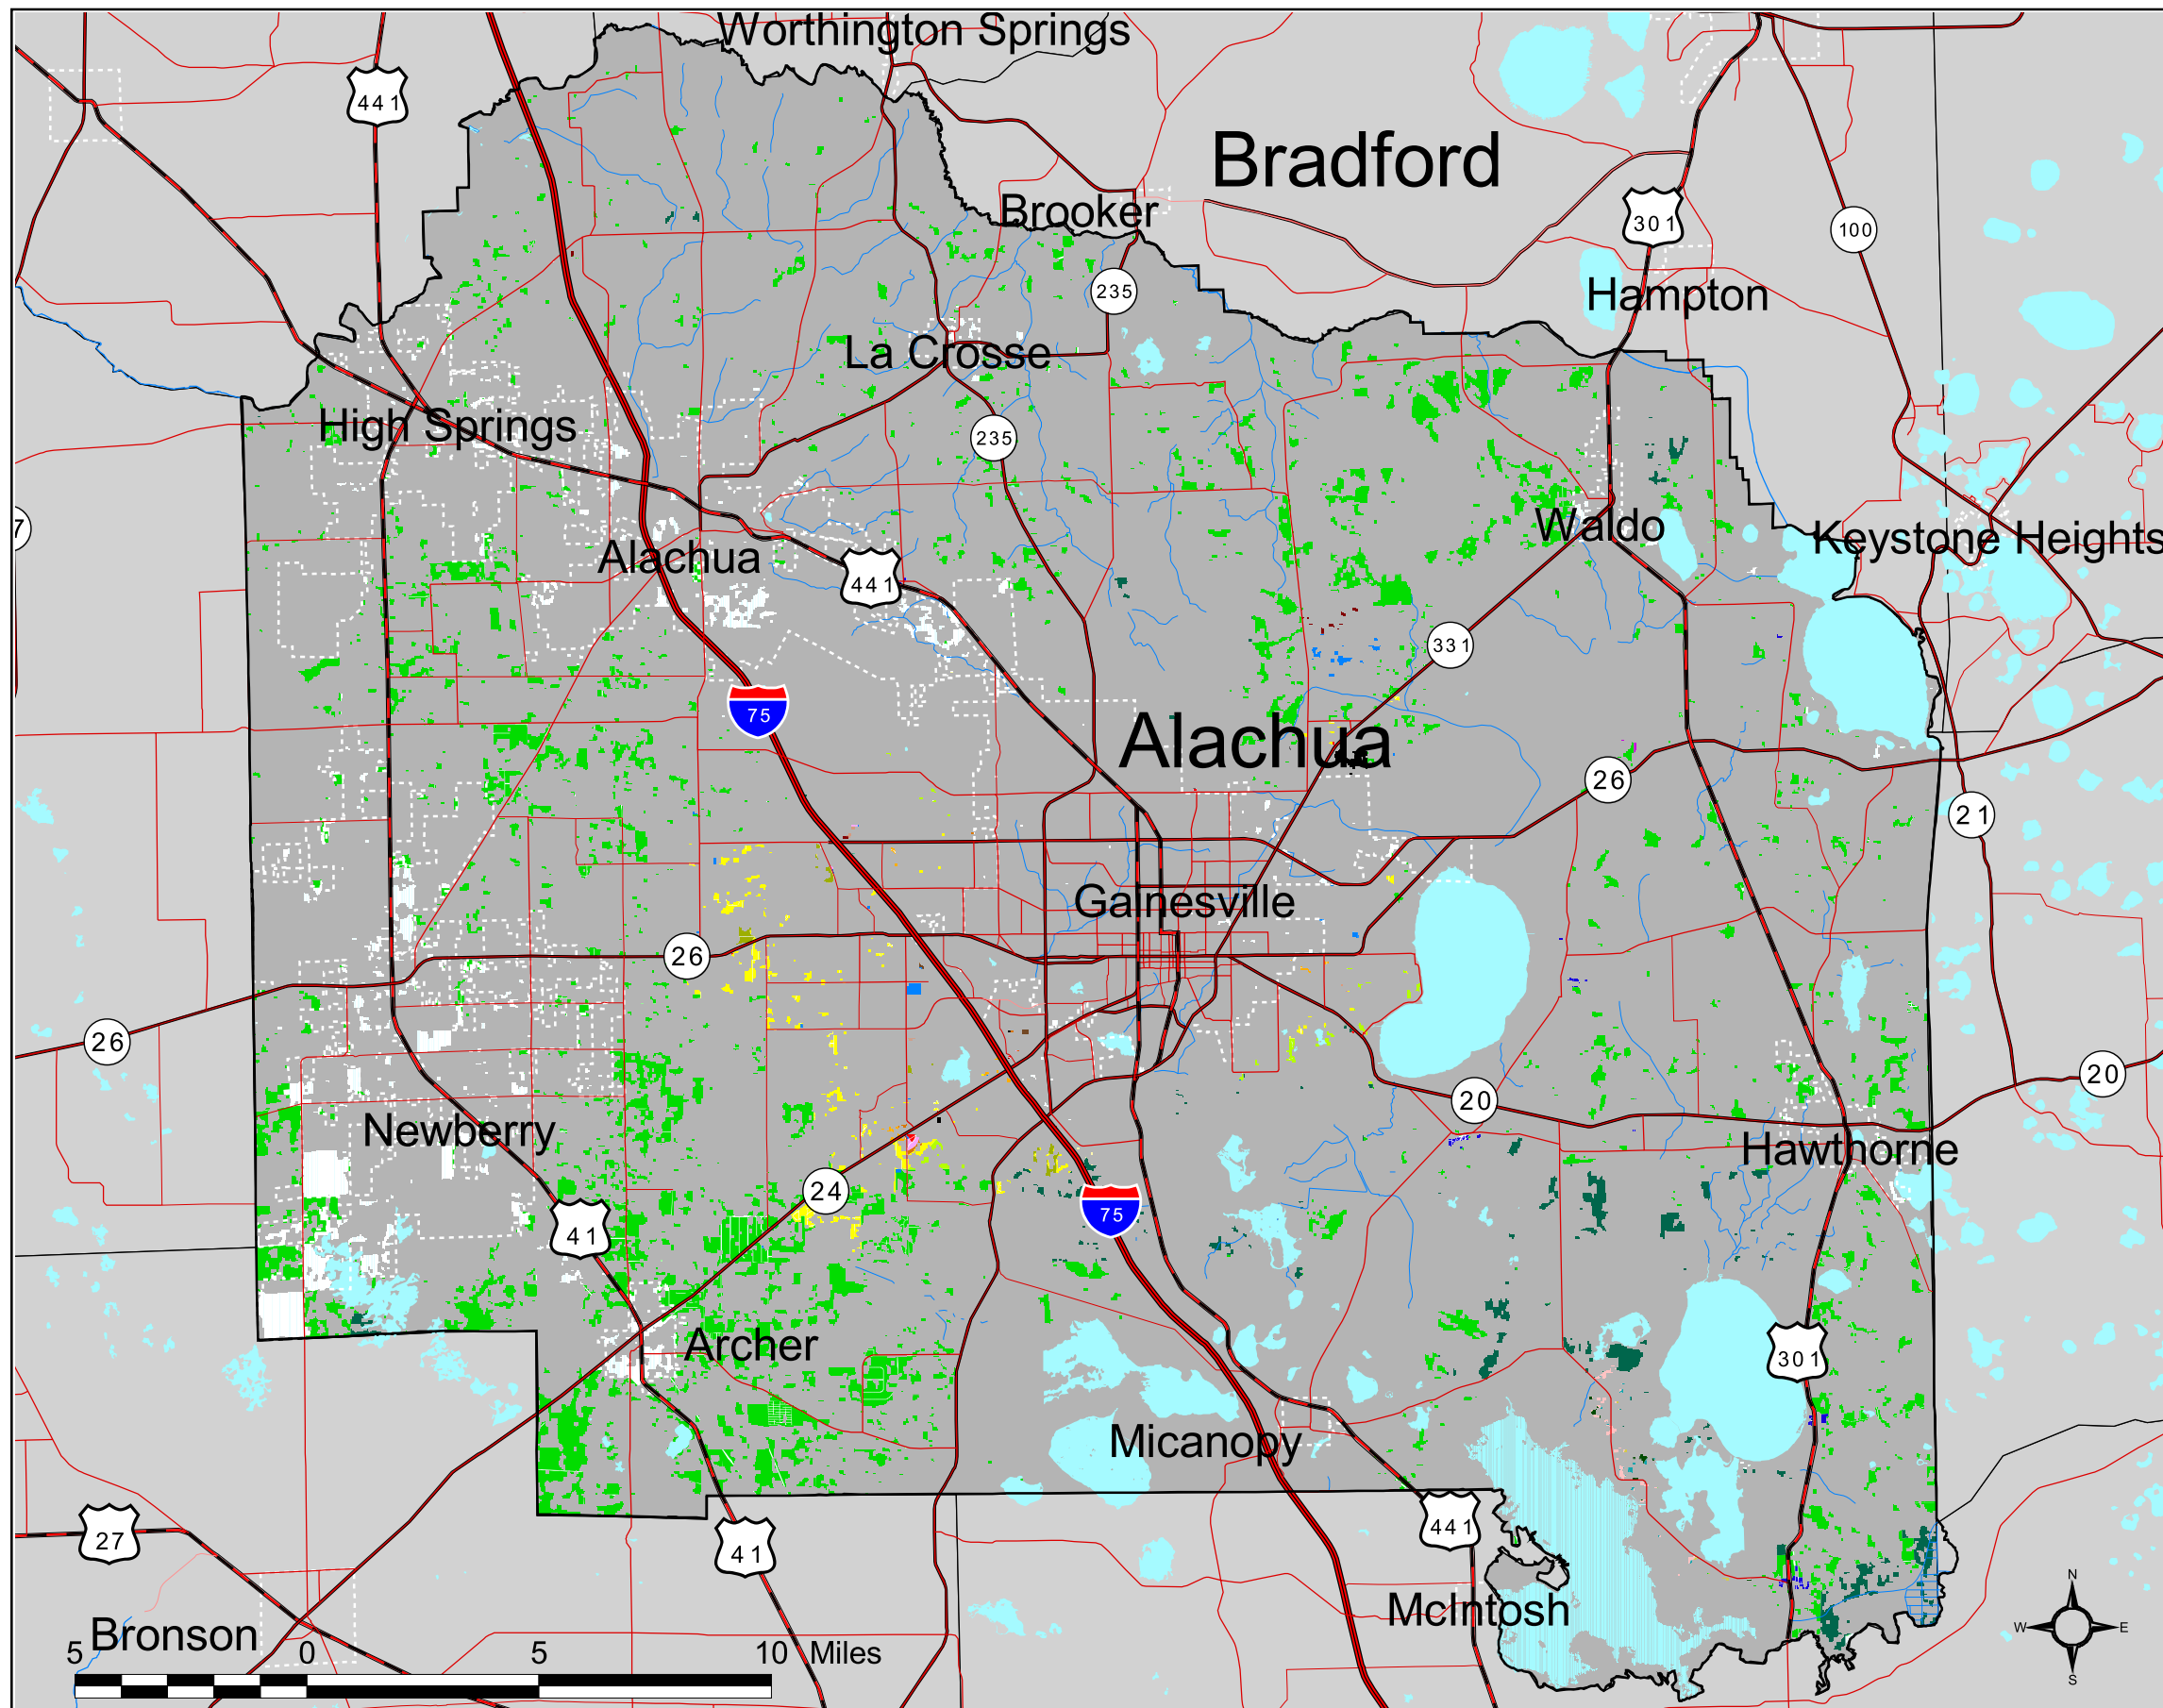 Worthington Springs
441
Bradford
Brooker
301
100
235
Hampton
La Crosse
High Springs
235
7
Waldo
Keystone Heights
Alachua
441
331
75
Alachua
26
21
Gainesville
26
26
20
20
Newberry
Hawthorne
24
75
41
Archer
301
Micanopy
27
441
41
McIntosh
N
W E
S
Bronson
5 0 5 10 Miles